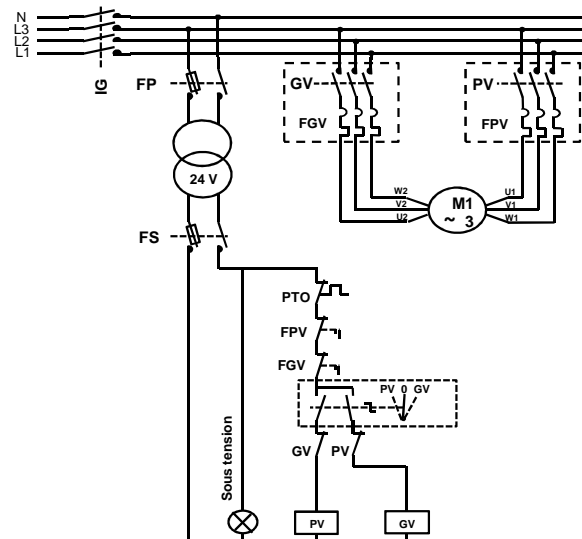 N
L3
L2
L1
IG
FP
GV
PV
FGV
FPV
24 V
W2
V2
U2
M1
~ 3
U1
V1
W1
FS
PTO
FPV
FGV
PV 0 GV
GV
PV
Sous tension
PV
GV